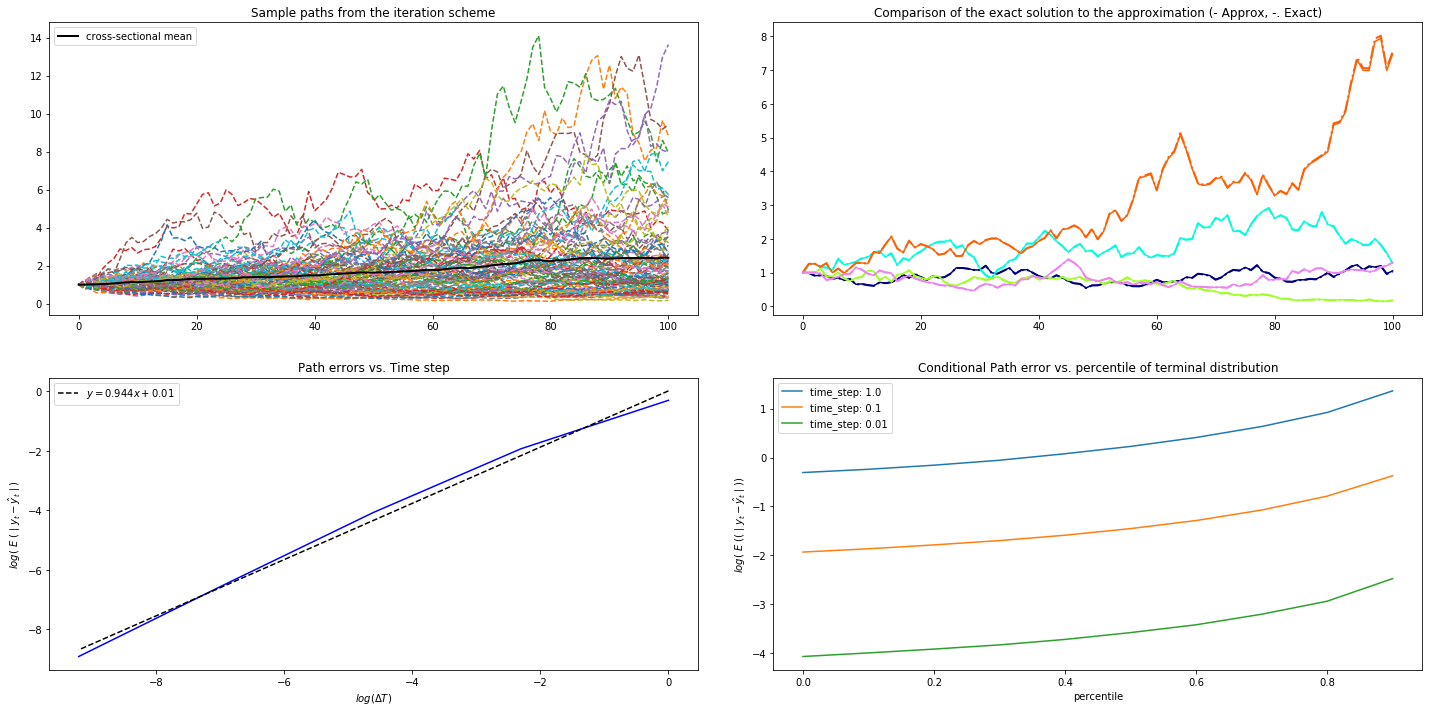 Sample paths from the iteration scheme
cross-sectional mean
14
12
10
8
6
4
2
0
0 20 40 60 80 100
Comparison of the exact solution to the approximation (- Approx, -. Exact)
8
7
6
5
4
3
2
1
0
0 20 40 60 80 100
Path errors vs. Time step
y = 0.944x + 0.01
log( E ( | y_t − ŷ_t | )
0
−2
−4
−6
−8
−8 −6 −4 −2 0
log(ΔT)
Conditional Path error vs. percentile of terminal distribution
time_step: 1.0
time_step: 0.1
time_step: 0.01
log( E (( | y_t − ŷ_t | ))
1
0
−1
−2
−3
−4
0.0 0.2 0.4 0.6 0.8
percentile